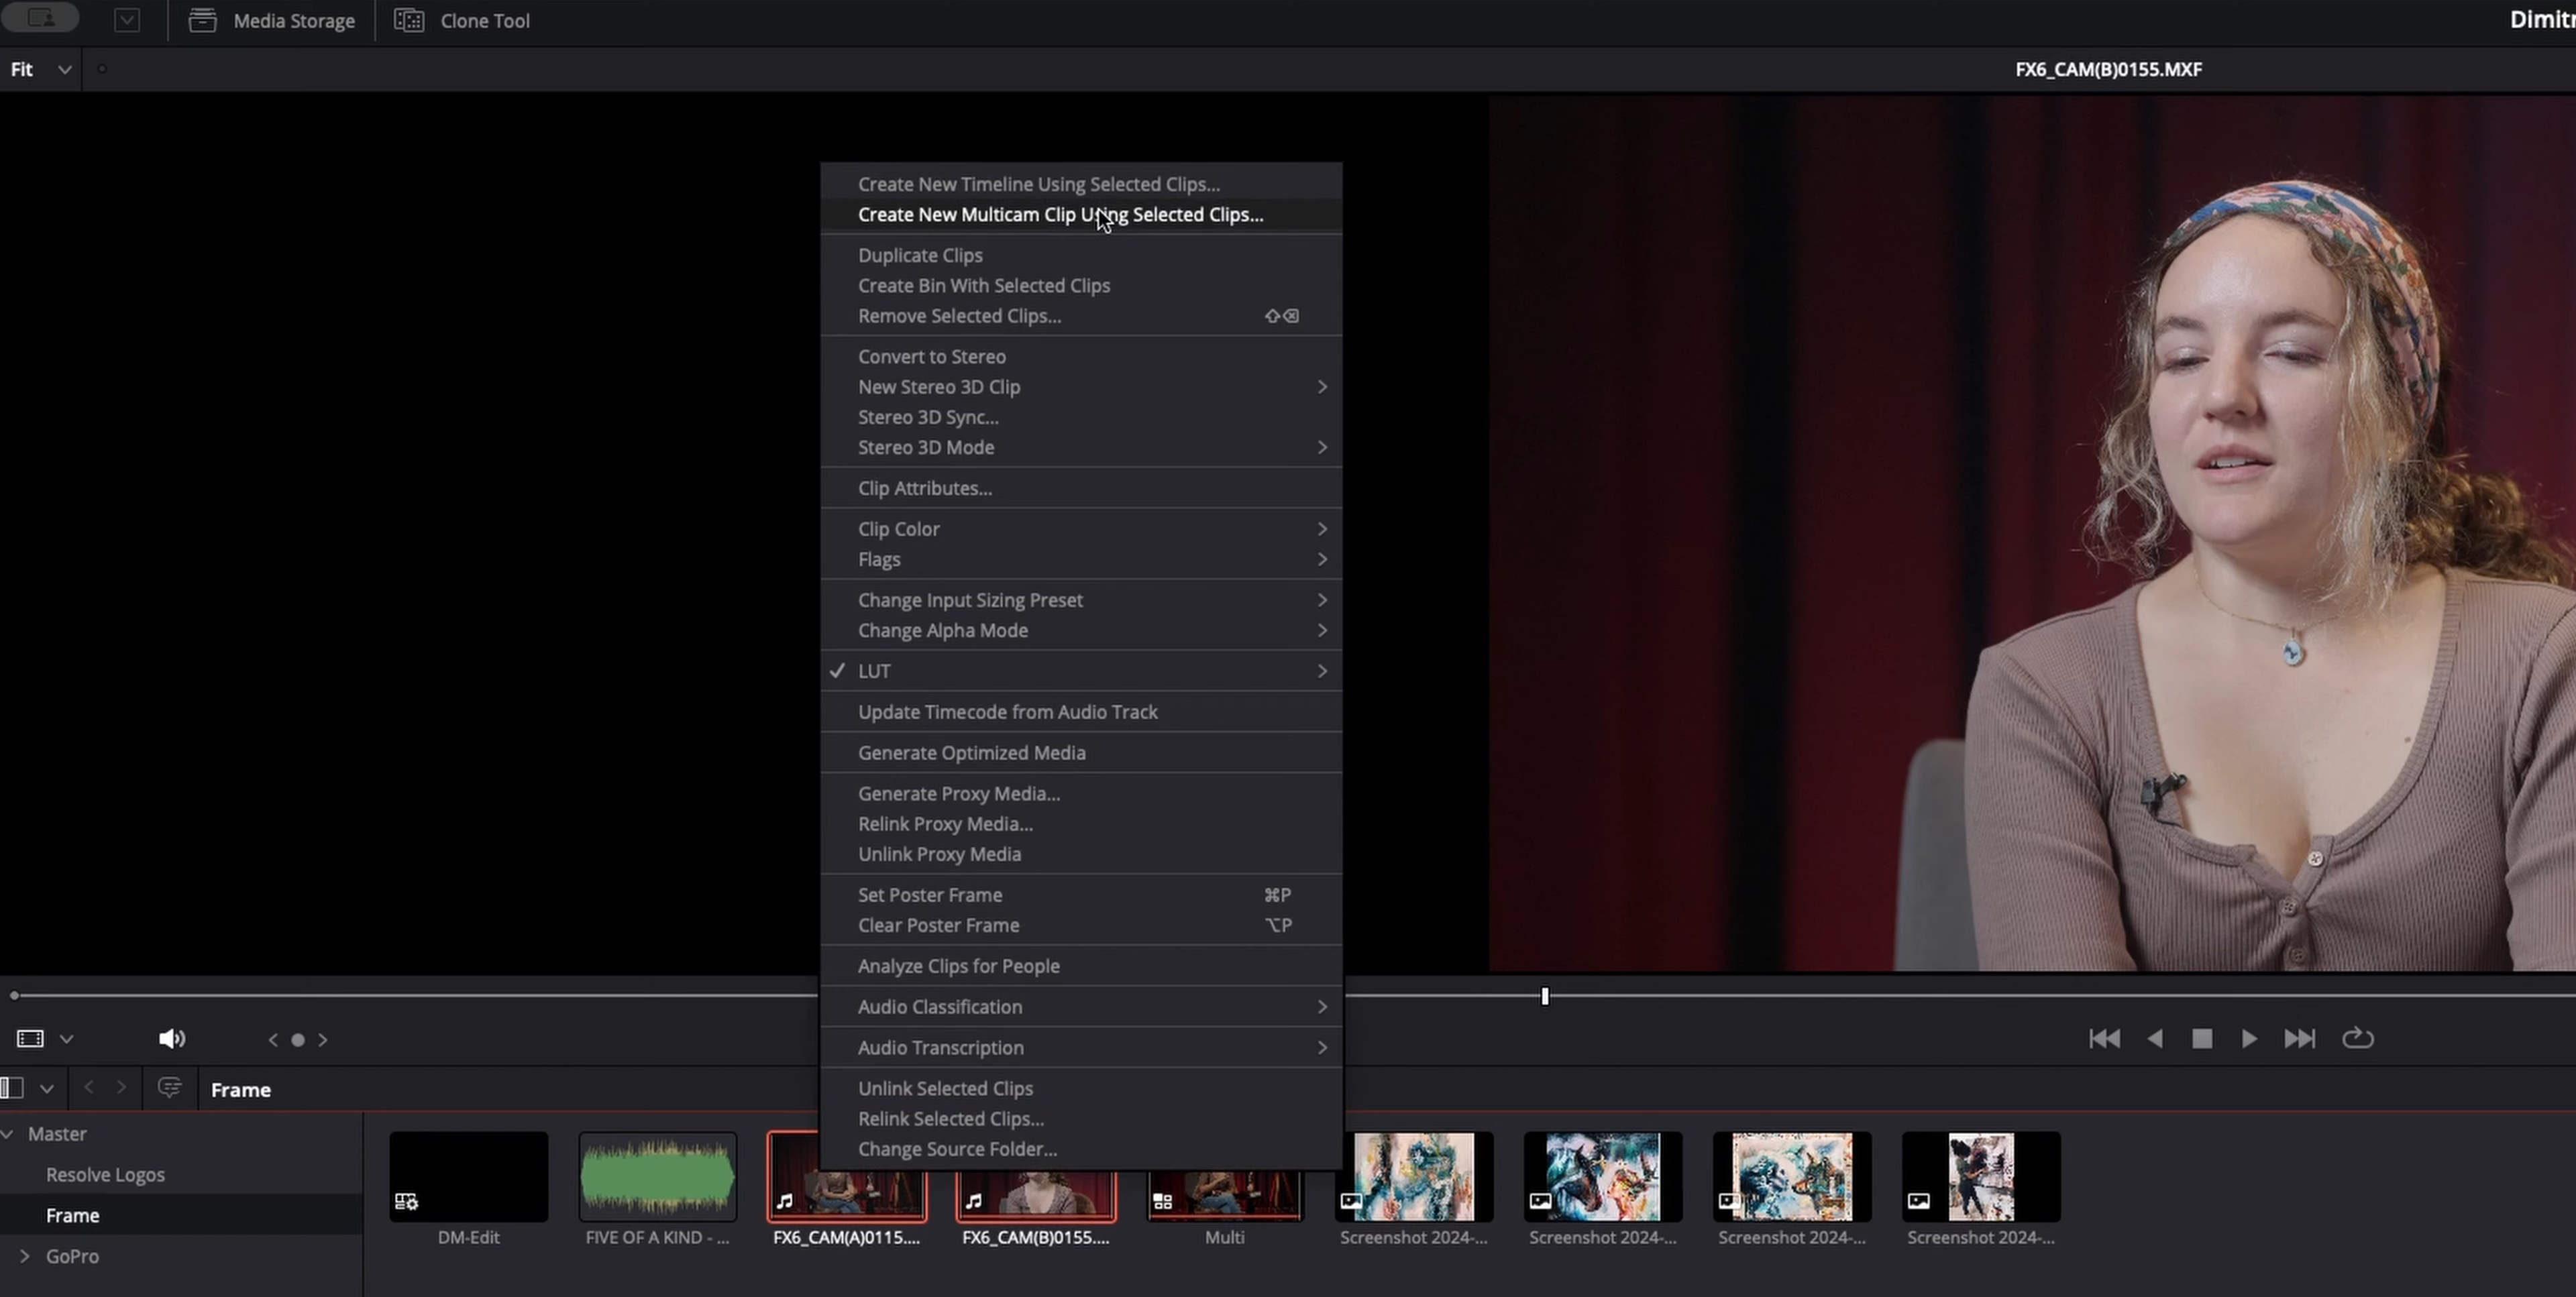 Media Storage
Clone Tool
Fit
FX6_CAM(B)0155.MXF
Create New Timeline Using Selected Clips...
Create New Multicam Clip Using Selected Clips...
Duplicate Clips
Create Bin With Selected Clips
Remove Selected Clips...
Convert to Stereo
New Stereo 3D Clip
Stereo 3D Sync...
Stereo 3D Mode
Clip Attributes...
Clip Color
Flags
Change Input Sizing Preset
Change Alpha Mode
LUT
Update Timecode from Audio Track
Generate Optimized Media
Generate Proxy Media...
Relink Proxy Media...
Unlink Proxy Media
Set Poster Frame ⌘P
Clear Poster Frame ⌥P
Analyze Clips for People
Audio Classification
Audio Transcription
Unlink Selected Clips
Relink Selected Clips...
Change Source Folder...
Frame
Master
Resolve Logos
Frame
GoPro
DM-Edit
FIVE OF A KIND - ...
FX6_CAM(A)0115....
FX6_CAM(B)0155....
Multi
Screenshot 2024-...
Screenshot 2024-...
Screenshot 2024-...
Screenshot 2024-...